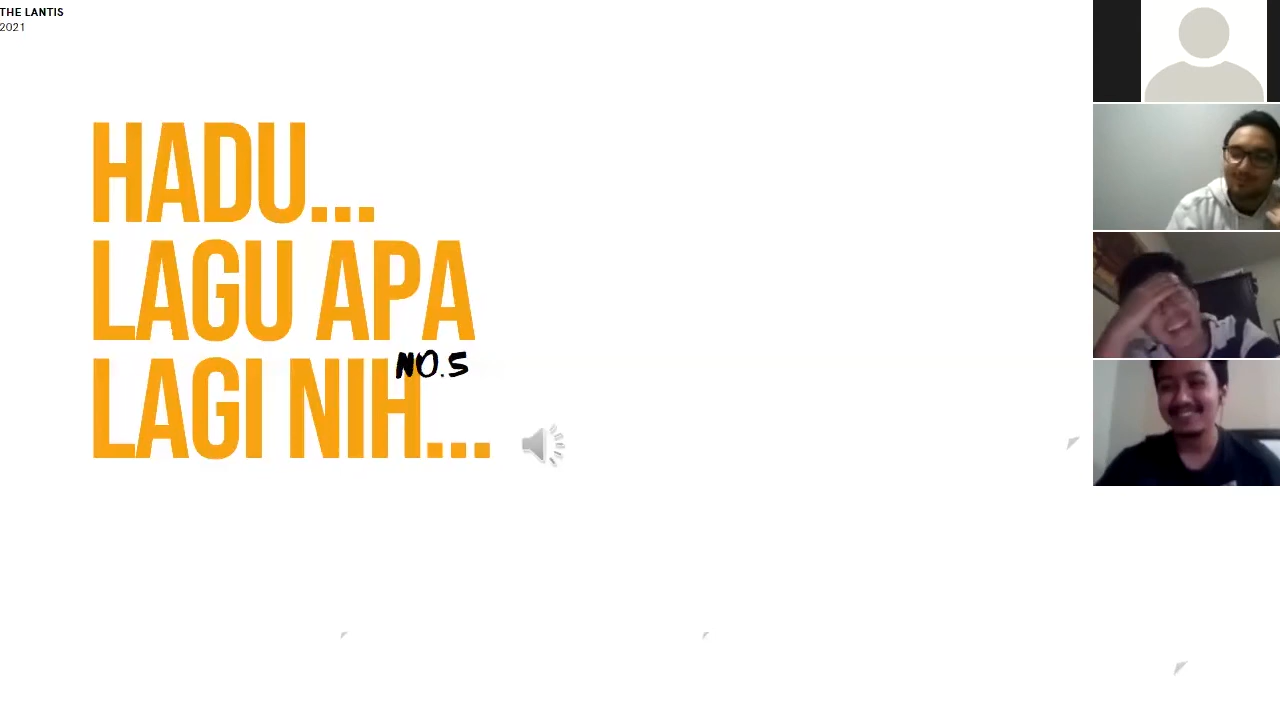 THE LANTIS
2021
HADU...
LAGU APA
LAGI NIH...
NO.5